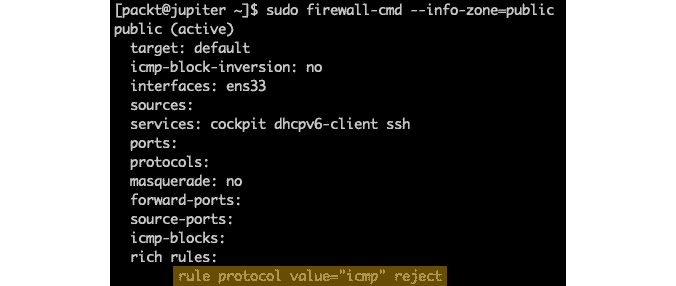 [packt@jupiter ~]$ sudo firewall-cmd --info-zone=public
public (active)
  target: default
  icmp-block-inversion: no
  interfaces: ens33
  sources:
  services: cockpit dhcpv6-client ssh
  ports:
  protocols:
  masquerade: no
  forward-ports:
  source-ports:
  icmp-blocks:
  rich rules:
        rule protocol value="icmp" reject